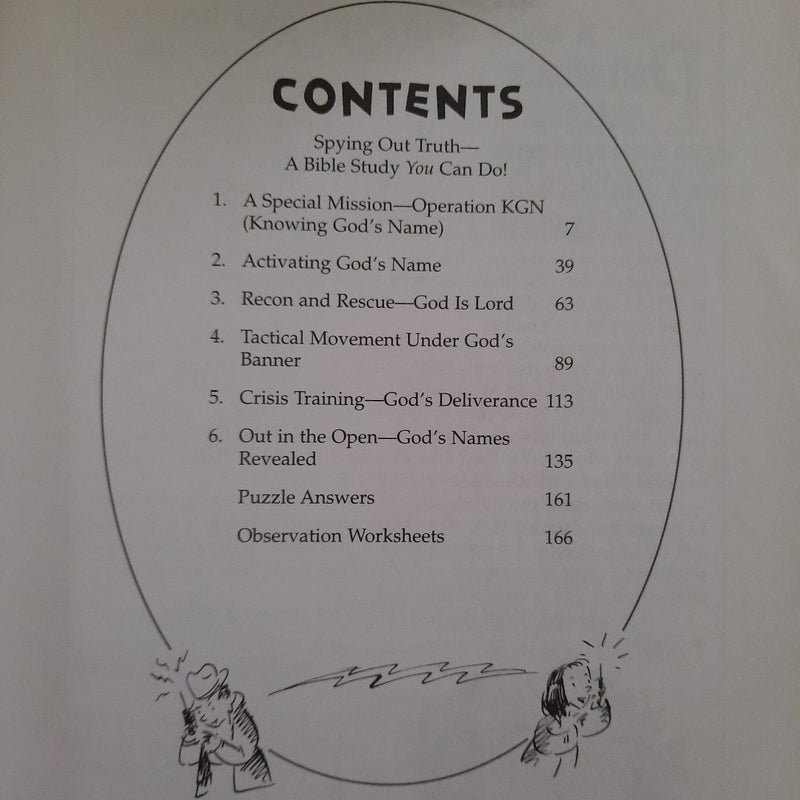 CONTENTS
Spying Out Truth—
A Bible Study You Can Do!
1. A Special Mission—Operation KGN
(Knowing God's Name) 7
2. Activating God's Name 39
3. Recon and Rescue—God Is Lord 63
4. Tactical Movement Under God's
Banner 89
5. Crisis Training—God's Deliverance 113
6. Out in the Open—God's Names
Revealed 135
Puzzle Answers 161
Observation Worksheets 166